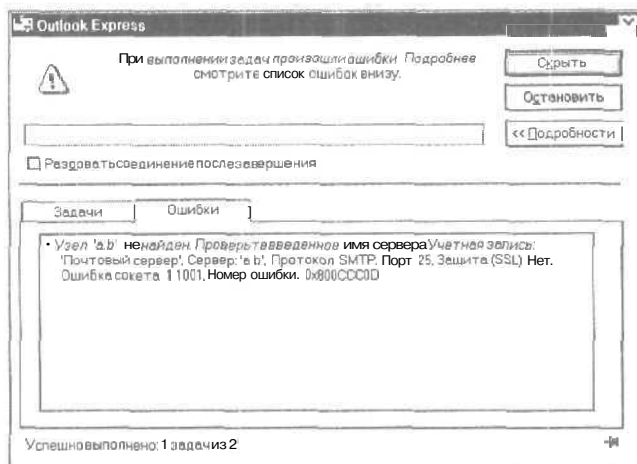 Outlook Express
При выполнении задач произошли ошибки. Подробнее
смотрите список ошибок внизу.
Скрыть
Остановить
<< Подробности
Разорвать соединение после завершения
Задачи
Ошибки
• Узел 'a.b' не найден. Проверьте введенное имя сервера Учетная запись:
'Почтовый сервер', Сервер: 'a b', Протокол SMTP. Порт 25, Защита (SSL) Нет.
Ошибка сокета. 11001, Номер ошибки. 0x800CCC0D
Успешно выполнено: 1 задач из 2